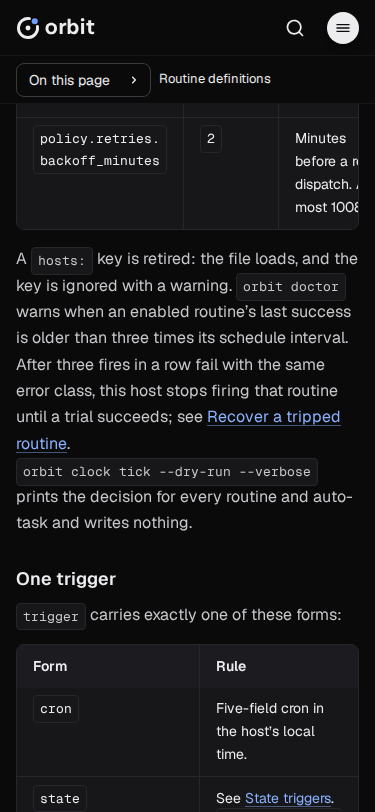 orbit
On this page
Routine definitions
policy.retries.
backoff_minutes
2
Minutes
before a re
dispatch.
most 100
A hosts: key is retired: the file loads, and the
key is ignored with a warning. orbit doctor
warns when an enabled routine’s last success
is older than three times its schedule interval.
After three fires in a row fail with the same
error class, this host stops firing that routine
until a trial succeeds; see Recover a tripped
routine.
orbit clock tick --dry-run --verbose
prints the decision for every routine and auto-
task and writes nothing.
One trigger
trigger carries exactly one of these forms:
Form
Rule
cron
Five-field cron in
the host’s local
time.
state
See State triggers.